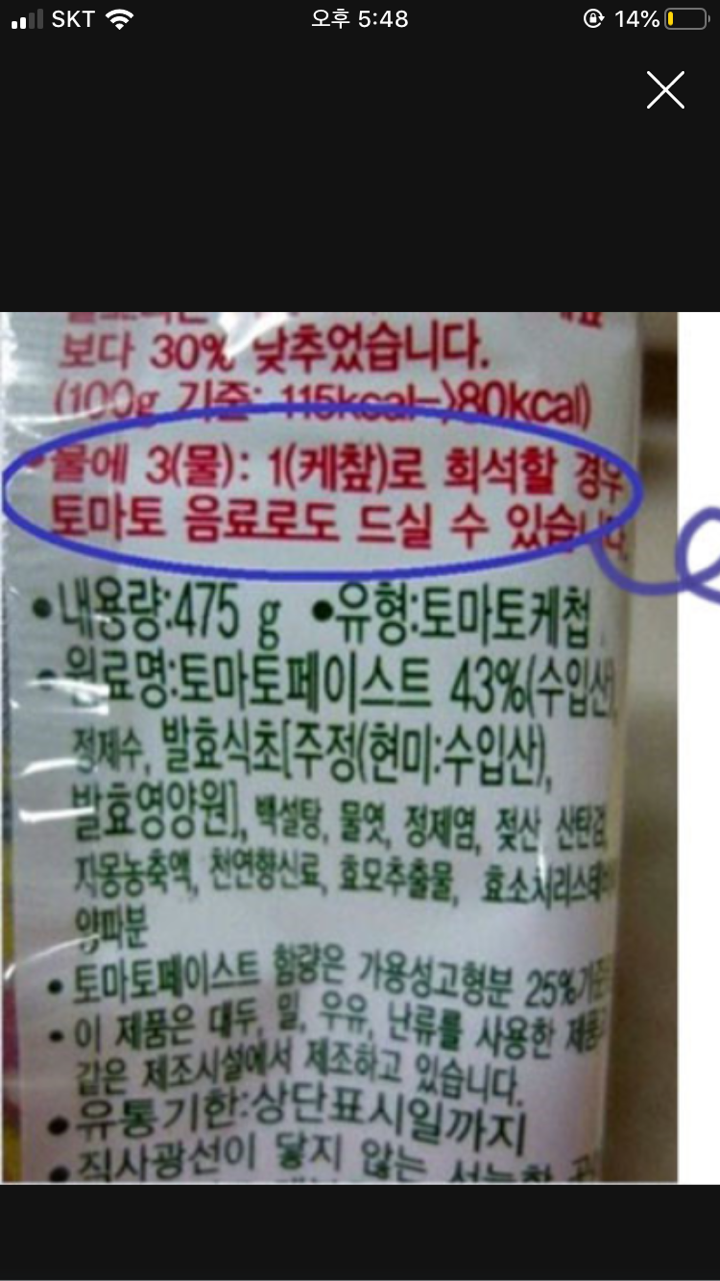 SKT 오후 5:48 14%
보다 30% 낮추었습니다.
(100g 기준: 115kcal->80kcal)
•물에 3(물): 1(케챂)로 희석할 경우
토마토 음료로도 드실 수 있습니다.
•내용량:475 g •유형:토마토케첩
•원료명:토마토페이스트 43%(수입산),
정제수, 발효식초[주정(현미:수입산),
발효영양원], 백설탕, 물엿, 정제염, 젖산, 산탄검,
자몽농축액, 천연향신료, 효모추출물,
양파분
•토마토페이스트 함량은 가용성고형분 25%기준
•이 제품은 대두, 밀, 우유, 난류를 사용한
같은 제조시설에서 제조하고 있습니다.
•유통기한:상단표시일까지
•직사광선이 닿지 않는